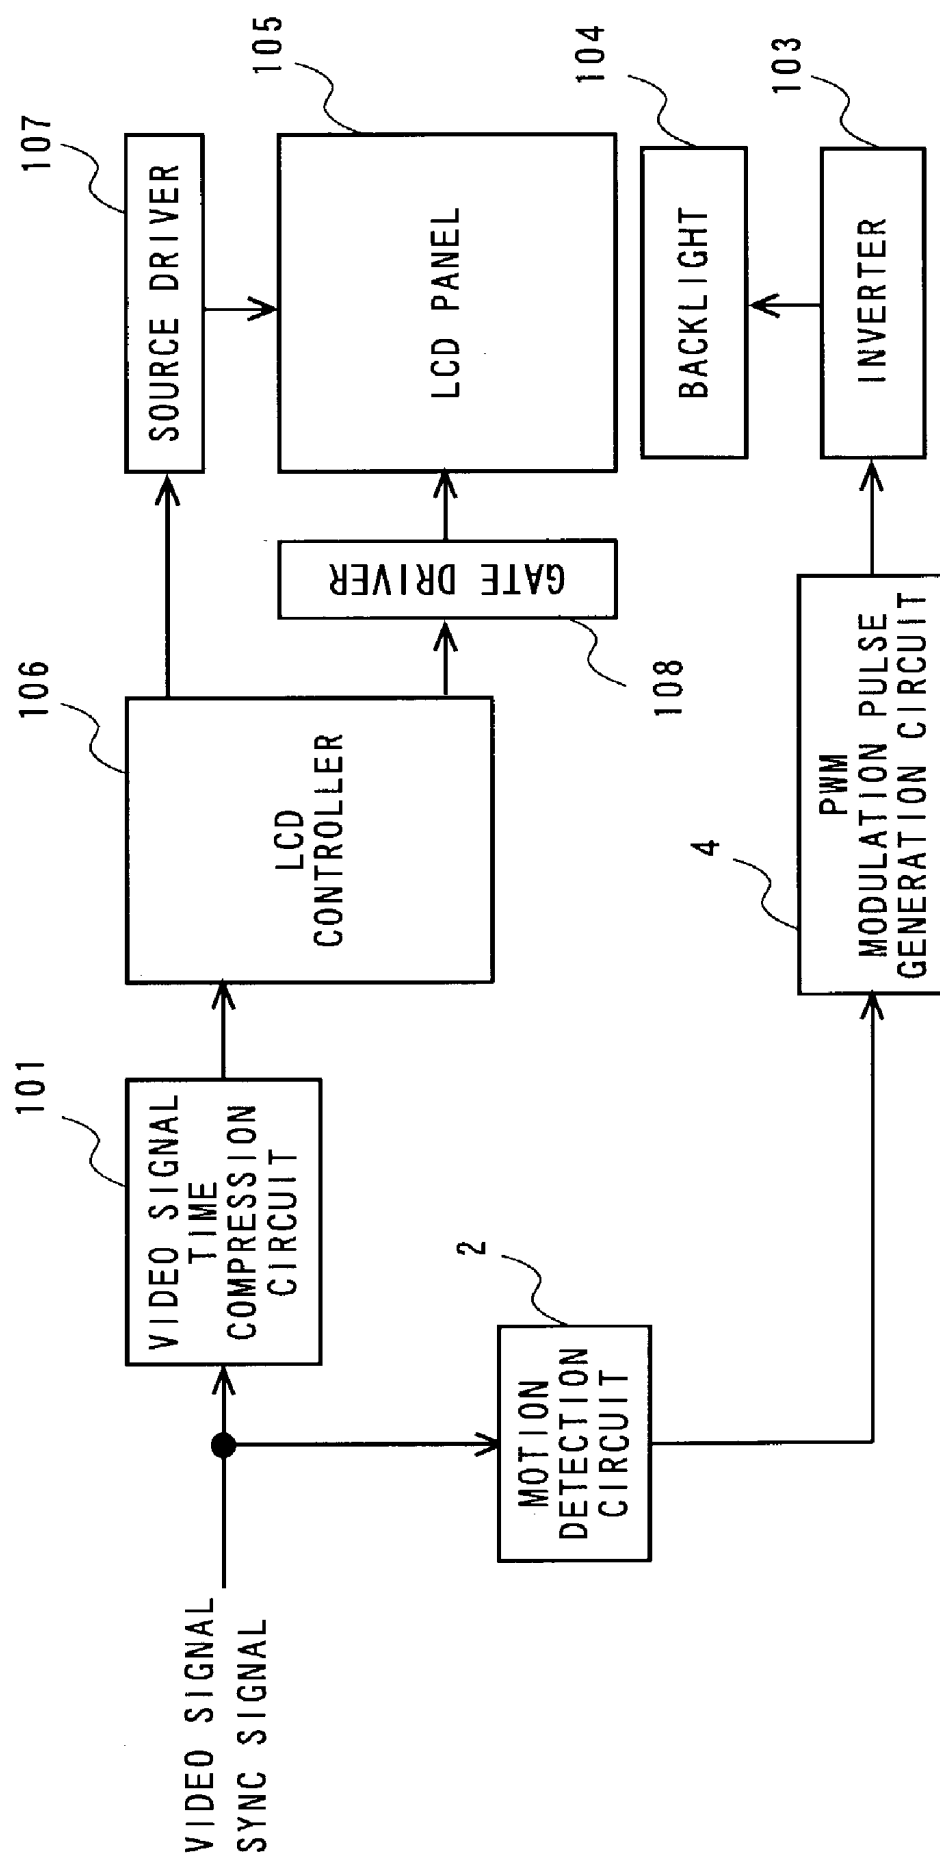 VIDEO SIGNAL
SYNC SIGNAL
101
VIDEO SIGNAL
TIME
COMPRESSION
CIRCUIT
106
LCD
CONTROLLER
107
SOURCE DRIVER
GATE DRIVER
108
105
LCD PANEL
2
MOTION
DETECTION
CIRCUIT
4
PWM
MODULATION PULSE
GENERATION CIRCUIT
104
BACKLIGHT
103
INVERTER